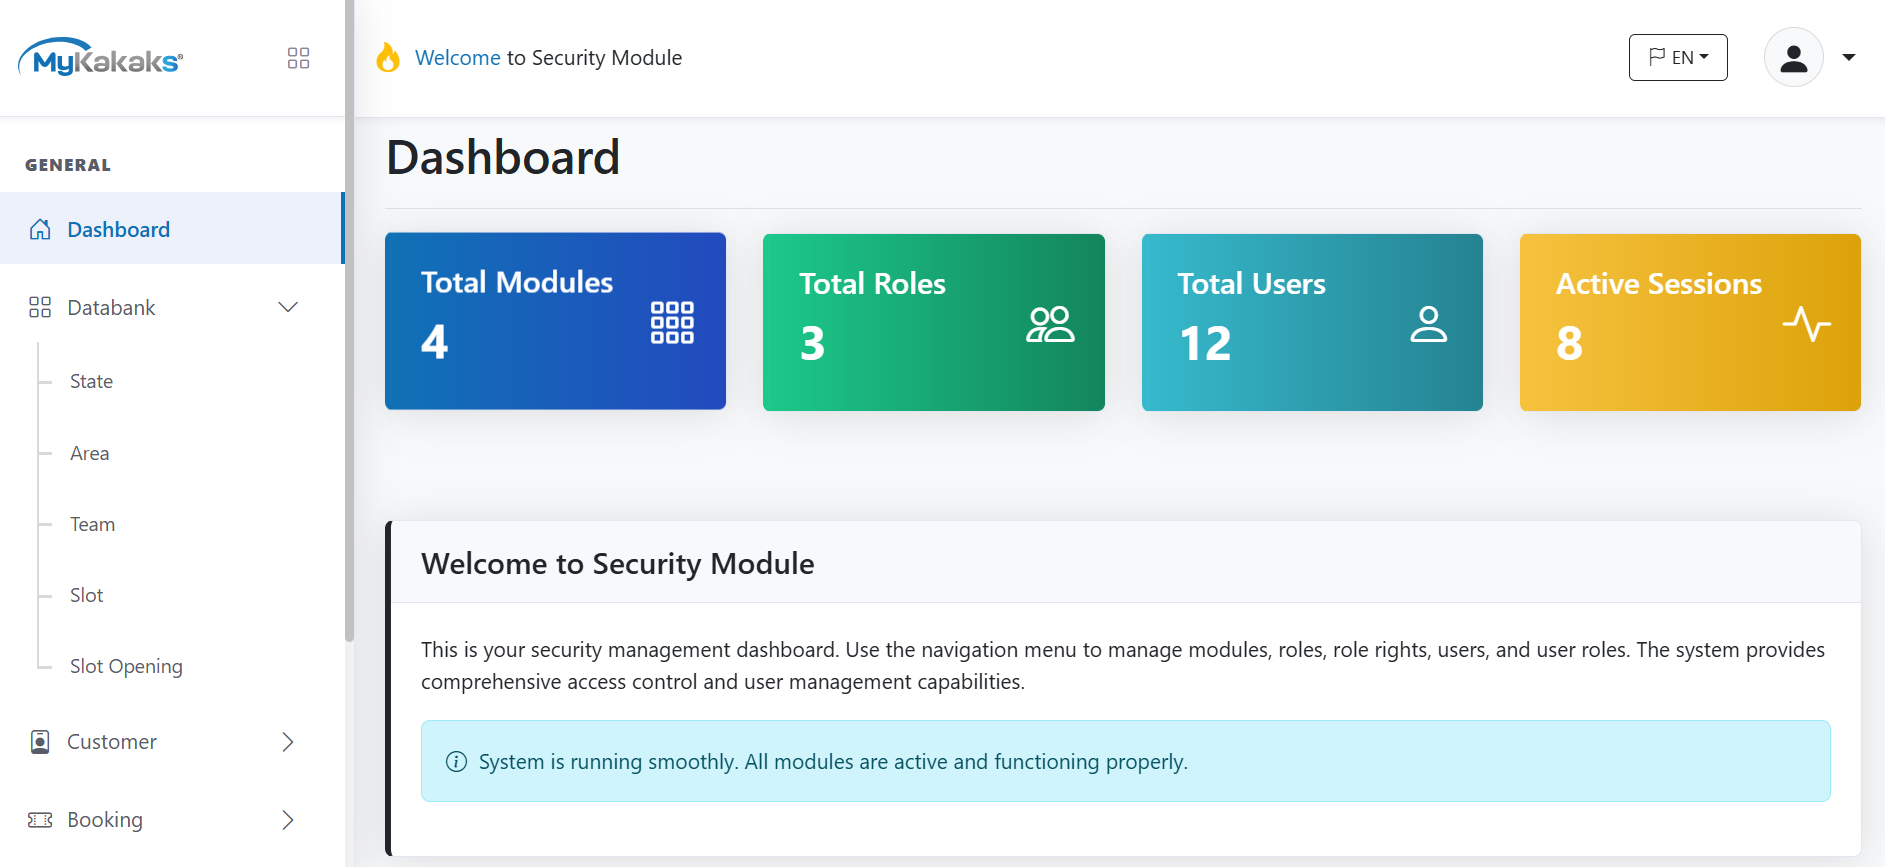 MyKakaks®
Welcome to Security Module
EN
GENERAL
Dashboard
Databank
State
Area
Team
Slot
Slot Opening
Customer
Booking
Dashboard
Total Modules
4
Total Roles
3
Total Users
12
Active Sessions
8
Welcome to Security Module
This is your security management dashboard. Use the navigation menu to manage modules, roles, role rights, users, and user roles. The system provides
comprehensive access control and user management capabilities.
System is running smoothly. All modules are active and functioning properly.